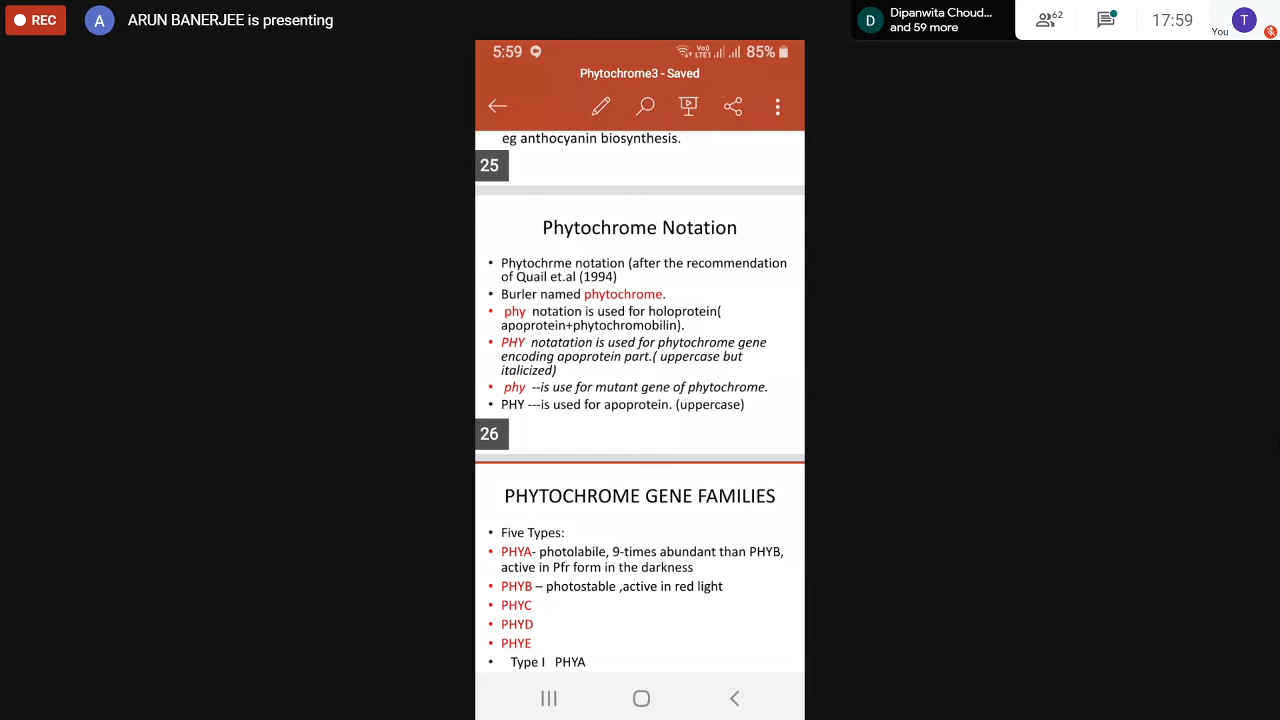 REC
A
ARUN BANERJEE is presenting
D
Dipanwita Choud...
and 59 more
62
17:59
You
T
5:59
85%
Phytochrome3 - Saved
eg anthocyanin biosynthesis.
25
Phytochrome Notation
• Phytochrme notation (after the recommendation
of Quail et.al (1994)
• Burler named phytochrome.
• phy notation is used for holoprotein(
apoprotein+phytochromobilin).
• PHY notatation is used for phytochrome gene
encoding apoprotein part.( uppercase but
italicized)
• phy --is use for mutant gene of phytochrome.
• PHY ---is used for apoprotein. (uppercase)
26
PHYTOCHROME GENE FAMILIES
• Five Types:
• PHYA- photolabile, 9-times abundant than PHYB,
active in Pfr form in the darkness
• PHYB – photostable ,active in red light
• PHYC
• PHYD
• PHYE
• Type I PHYA